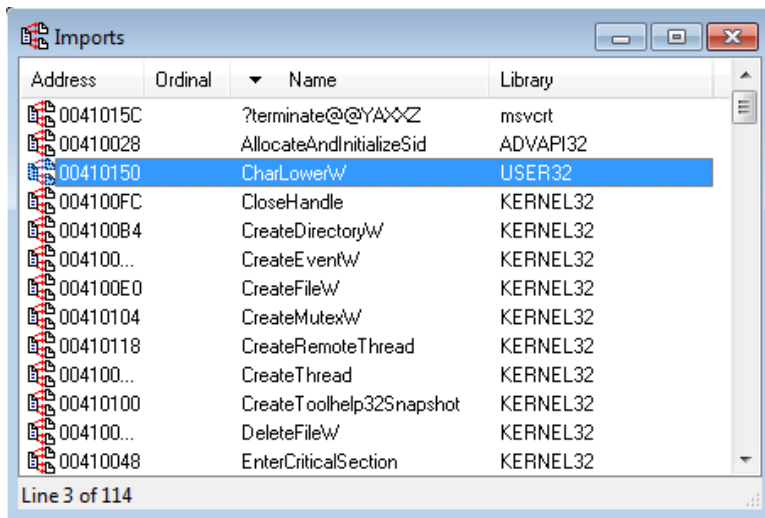 Imports
Address Ordinal Name Library
0041015C ?terminate@@YAXXZ msvcrt
00410028 AllocateAndInitializeSid ADVAPI32
00410150 CharLowerW USER32
004100FC CloseHandle KERNEL32
004100B4 CreateDirectoryW KERNEL32
004100... CreateEventW KERNEL32
004100E0 CreateFileW KERNEL32
00410104 CreateMutexW KERNEL32
00410118 CreateRemoteThread KERNEL32
004100... CreateThread KERNEL32
00410100 CreateToolhelp32Snapshot KERNEL32
004100... DeleteFileW KERNEL32
00410048 EnterCriticalSection KERNEL32
Line 3 of 114